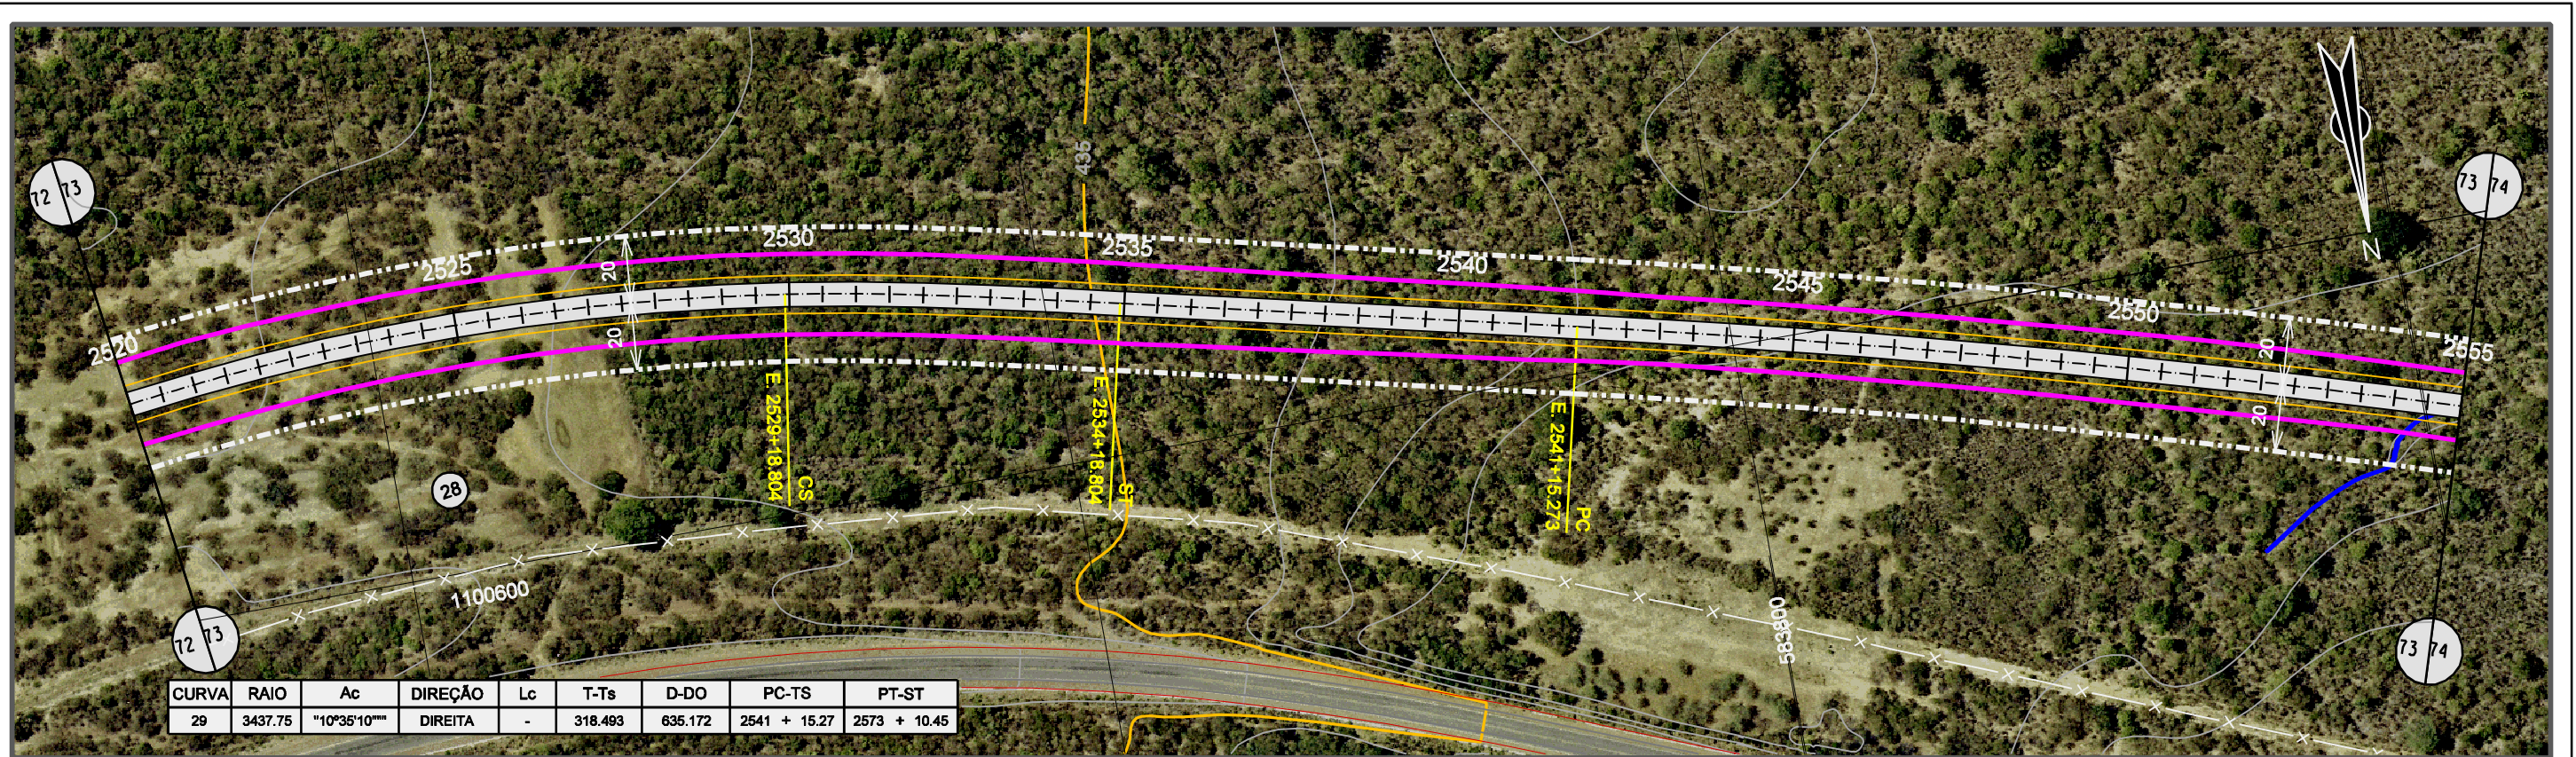 435
72 73
73 74
N
2520
2525
2530
2535
2540
2545
2550
2555
20
20
20
20
E. 2529+18.804
CS
E. 2534+18.804
ST
E. 2541+15.273
PC
28
1100600
583800
72 73
73 74
CURVA RAIO Ac DIREÇÃO Lc T-Ts D-DO PC-TS PT-ST
29 3437.75 "10°35'10""" DIREITA - 318.493 635.172 2541 + 15.27 2573 + 10.45